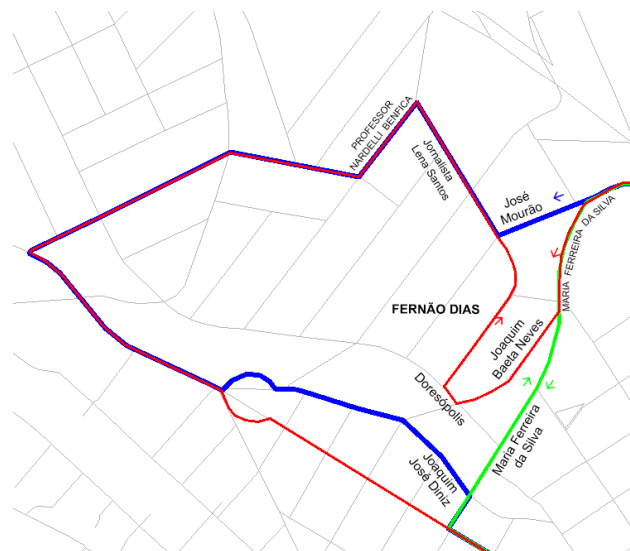 PROFESSOR
NARDELLI BENFICA
Jornalista
Lena Santos
José
Mourão
MARIA FERREIRA DA SILVA
FERNÃO DIAS
Joaquim
Baeta Neves
Doresópolis
Maria Ferreira
da Silva
Joaquim
José Diniz